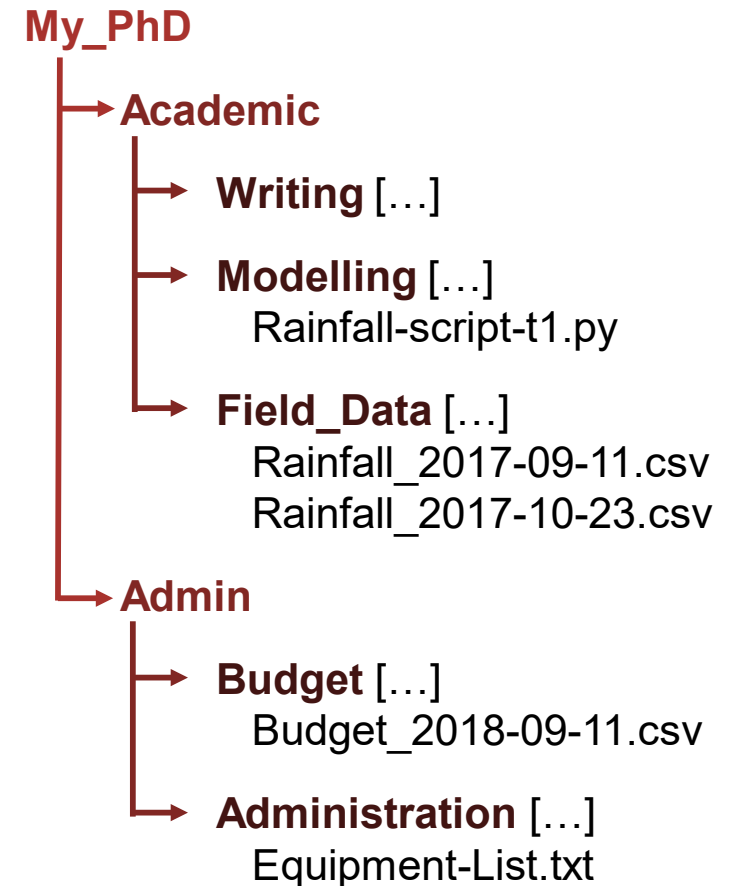 My_PhD
Academic
Writing […]
Modelling […]
Rainfall-script-t1.py
Field_Data […]
Rainfall_2017-09-11.csv
Rainfall_2017-10-23.csv
Admin
Budget […]
Budget_2018-09-11.csv
Administration […]
Equipment-List.txt